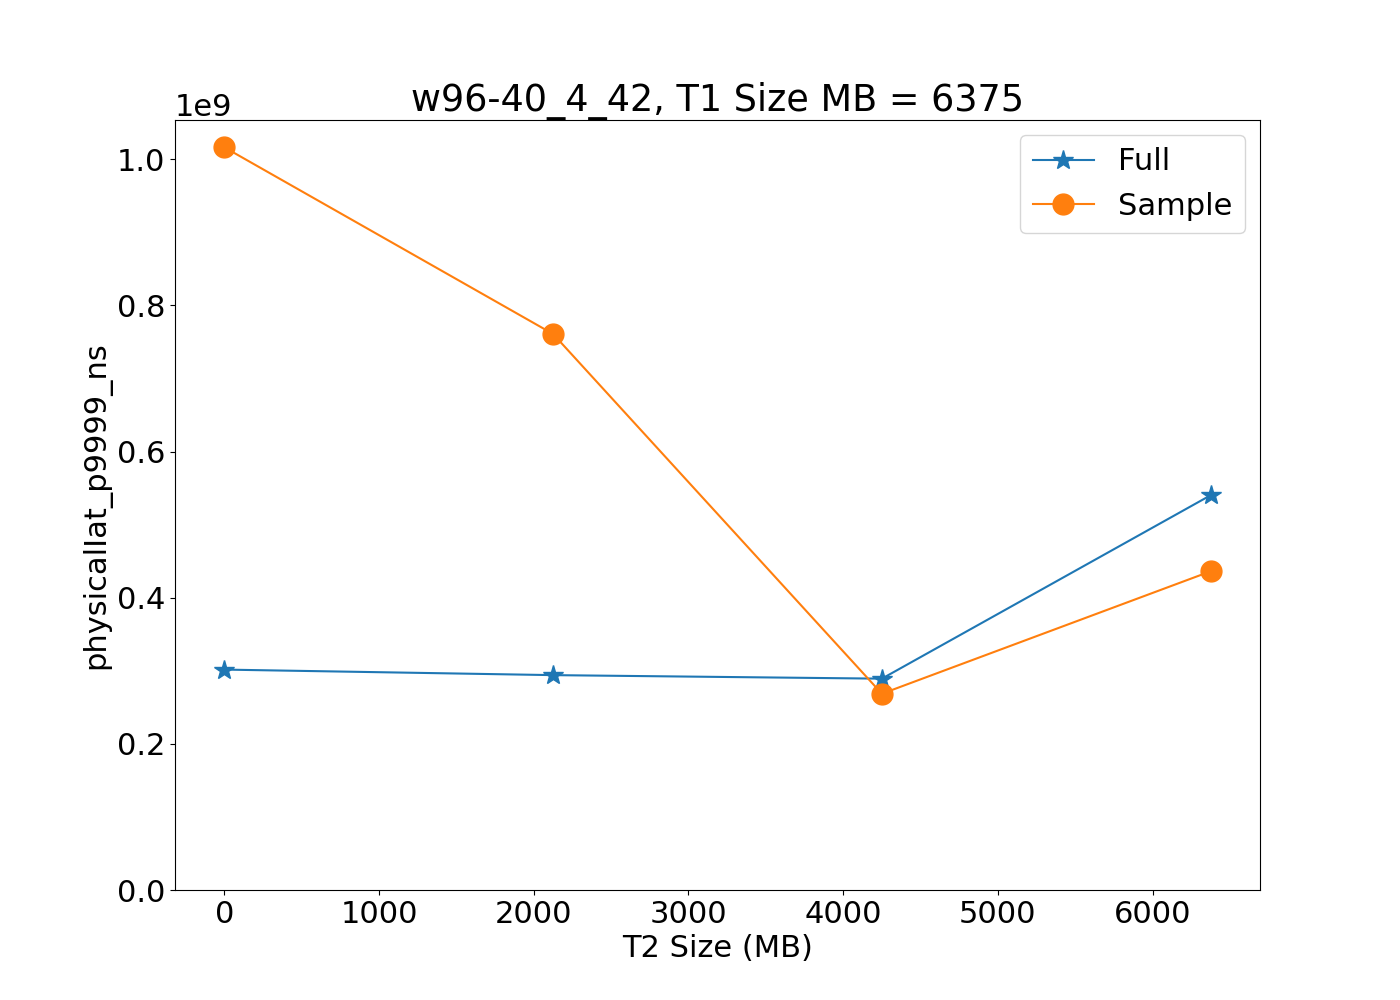 w96-40_4_42, T1 Size MB = 6375
1e9
Full
Sample
1.0
0.8
0.6
0.4
0.2
0.0
physicallat_p9999_ns
0 1000 2000 3000 4000 5000 6000
T2 Size (MB)